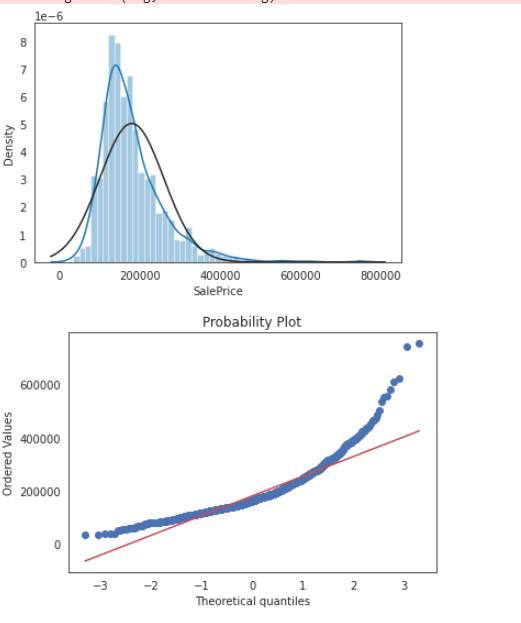 1e−6
8
7
6
5
4
3
2
1
0
Density
0 200000 400000 600000 800000
SalePrice
Probability Plot
600000
400000
200000
0
Ordered Values
−3 −2 −1 0 1 2 3
Theoretical quantiles